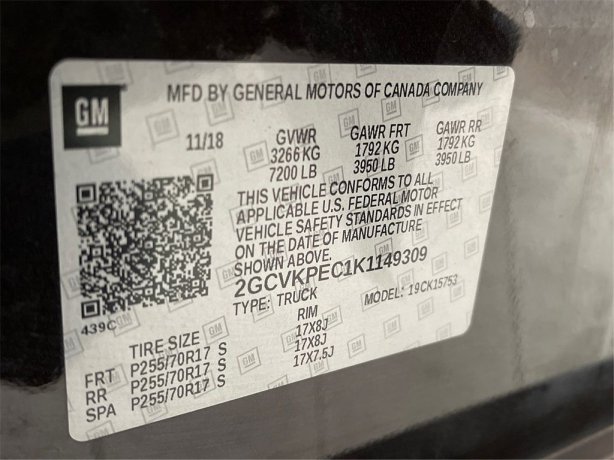 GM
MFD BY GENERAL MOTORS OF CANADA COMPANY
11/18 GVWR GAWR FRT GAWR RR
3266 KG 1792 KG 1792 KG
7200 LB 3950 LB 3950 LB
THIS VEHICLE CONFORMS TO ALL
APPLICABLE U.S. FEDERAL MOTOR
VEHICLE SAFETY STANDARDS IN EFFECT
ON THE DATE OF MANUFACTURE
SHOWN ABOVE.
2GCVKPEC1K1149309
TYPE: TRUCK MODEL: 19CK15753
439C
TIRE SIZE RIM
FRT P255/70R17 S 17X8J
RR P255/70R17 S 17X8J
SPA P255/70R17 S 17X7.5J